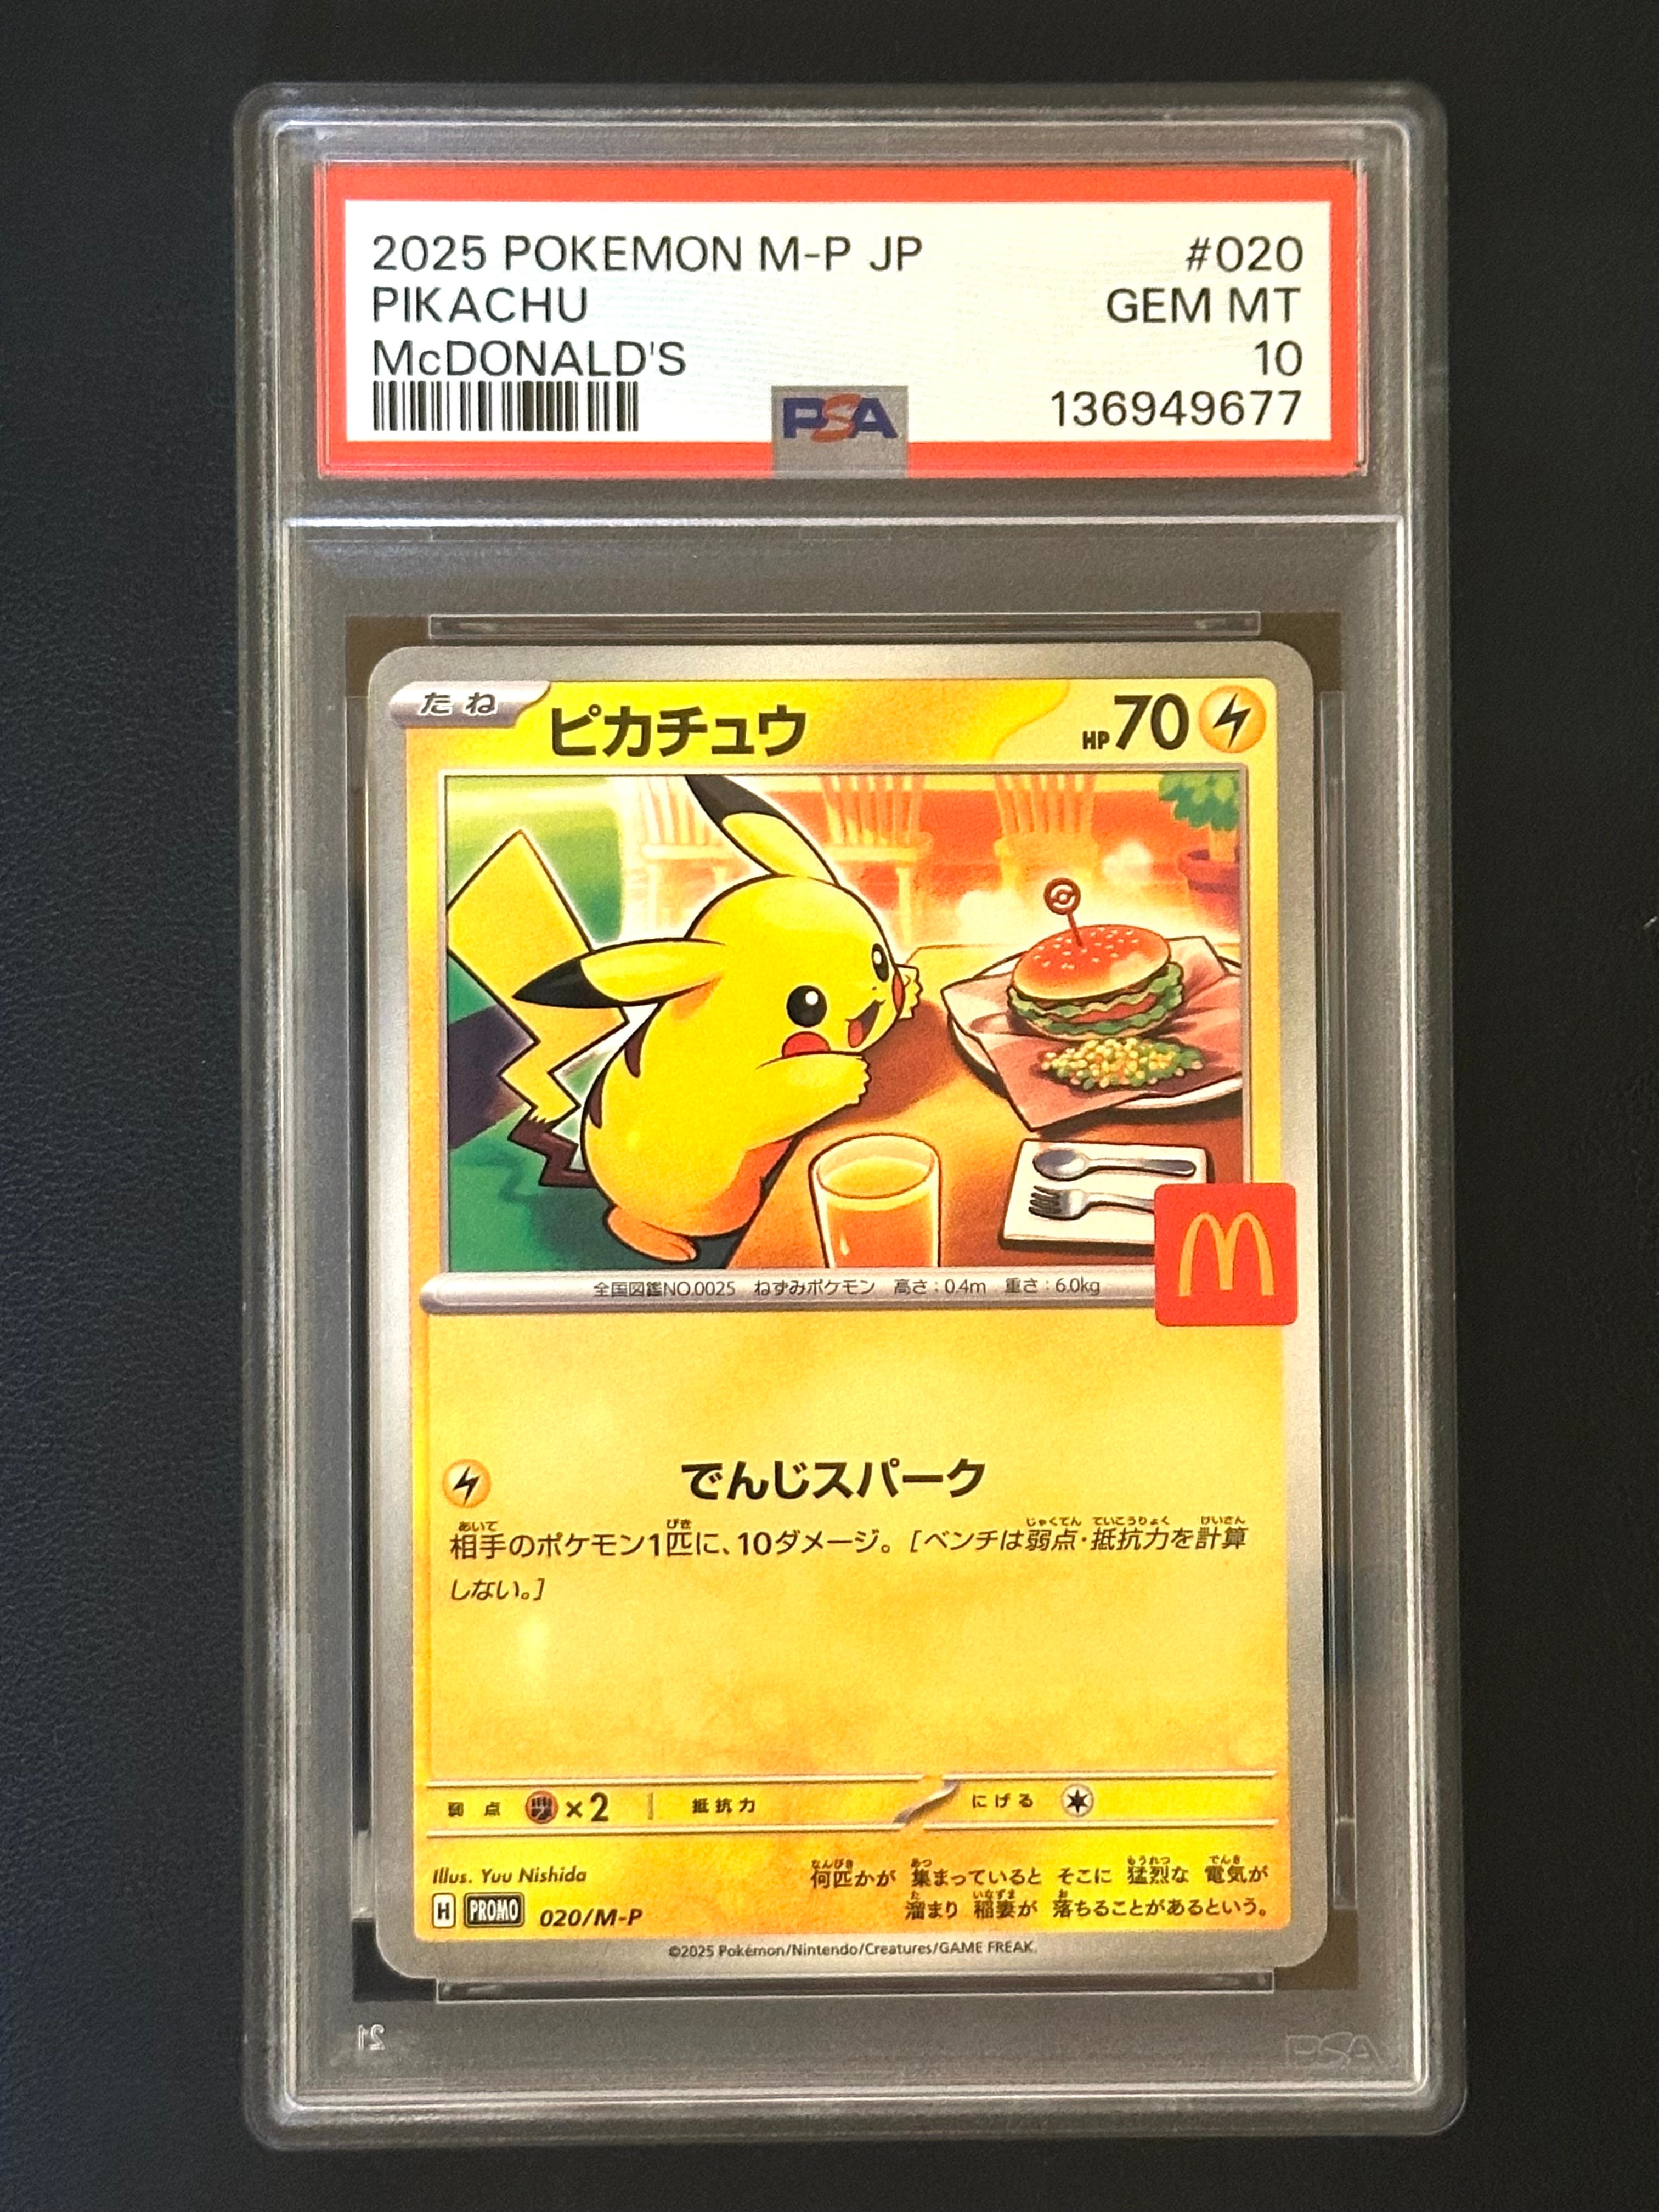 2025 POKEMON M-P JP #020
PIKACHU GEM MT
McDONALD'S 10
PSA 136949677
たね ピカチュウ HP70
全国図鑑NO.0025 ねずみポケモン 高さ:0.4m 重さ:6.0kg
M
でんじスパーク
相手のポケモン1匹に、10ダメージ。[ベンチは弱点・抵抗力を計算
しない。]
弱点 ×2 抵抗力 にげる
Illus. Yuu Nishida
何匹かが 集まっていると そこに 猛烈な 電気が
溜まり 稲妻が 落ちることがあるという。
H PROMO 020/M-P
©2025 Pokémon/Nintendo/Creatures/GAME FREAK.
21 PSA